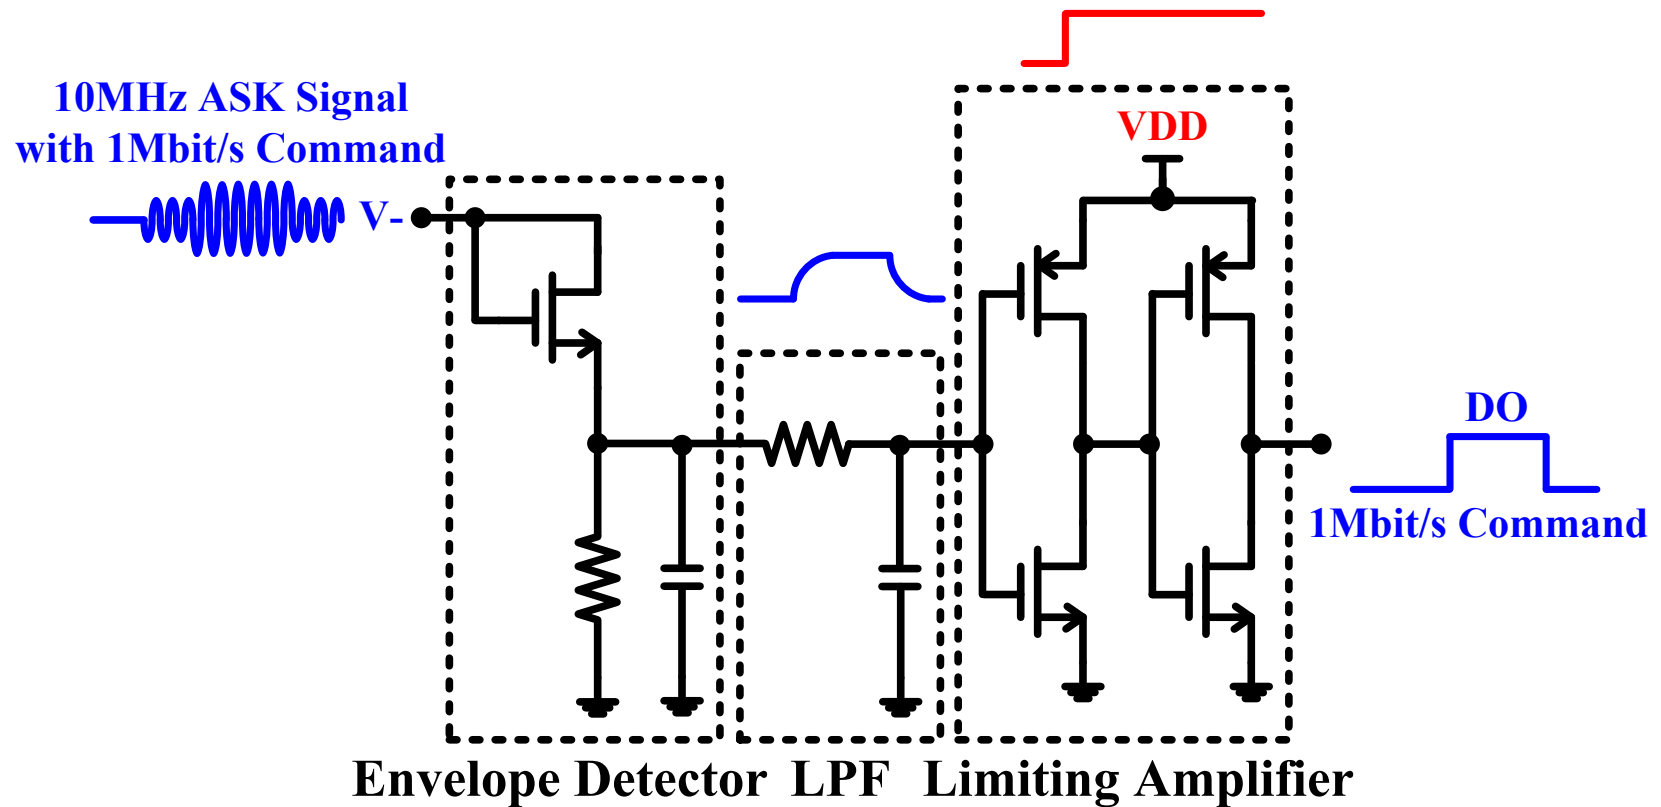 10MHz ASK Signal
with 1Mbit/s Command
V-
VDD
DO
1Mbit/s Command
Envelope Detector
LPF
Limiting Amplifier